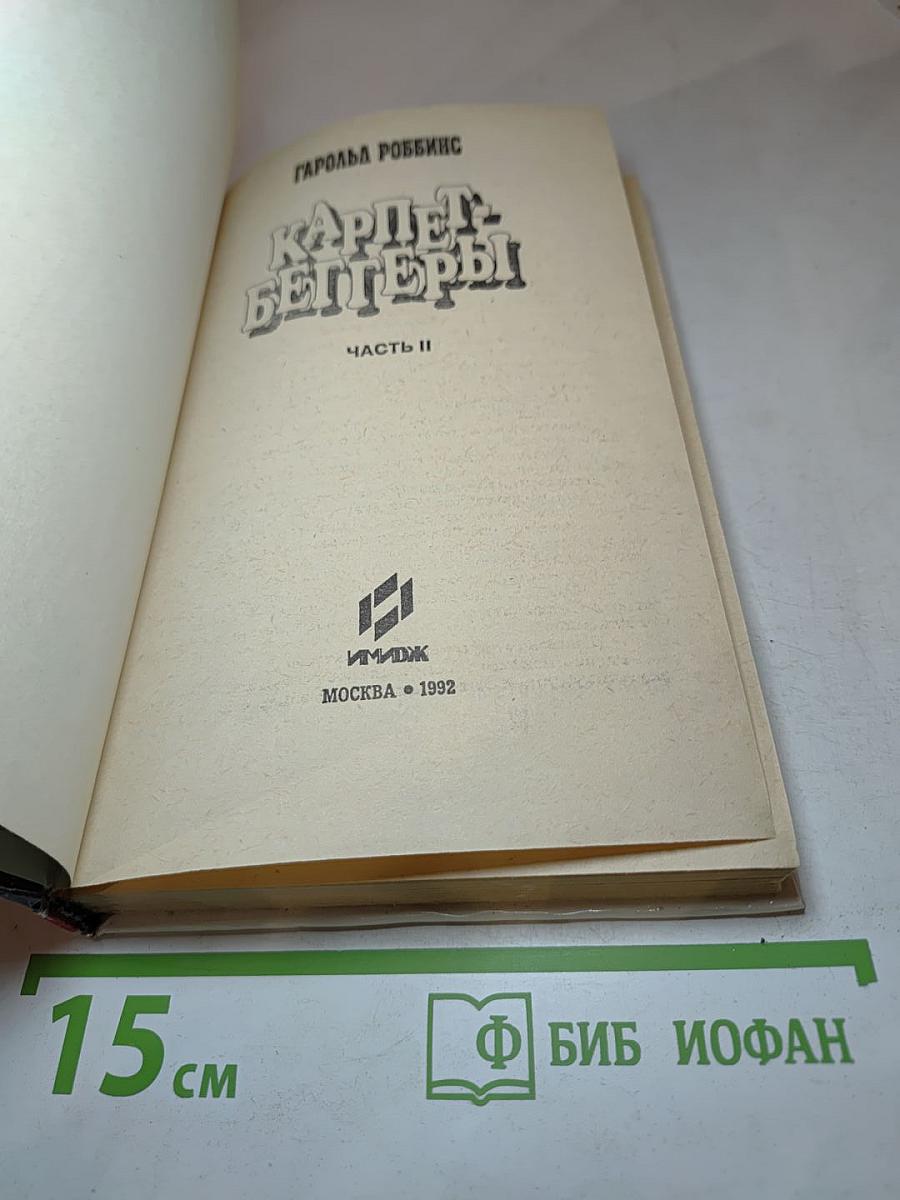 ГАРОЛЬД РОББИНС
КАРПЕТ-
БЕГГЕРЫ
ЧАСТЬ II
ИМИДЖ
МОСКВА • 1992
15 см
Ф БИБ ИОФАН